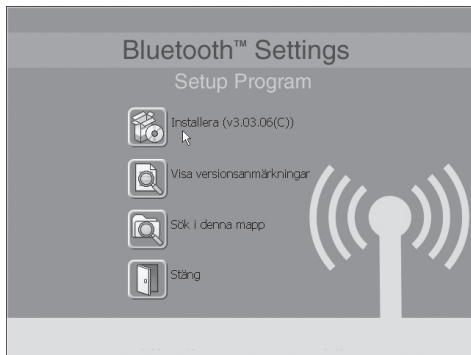 Bluetooth™ Settings
Setup Program
Installera (v3.03.06(C))
Visa versionsanmärkningar
Sök i denna mapp
Stäng